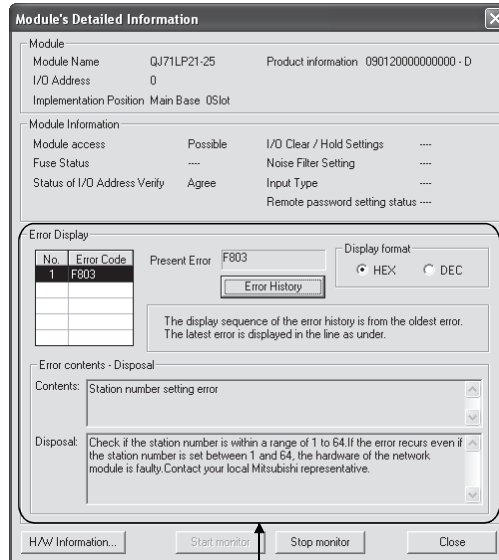 Module's Detailed Information
Module
Module Name QJ71LP21-25 Product information 090120000000000 - D
I/O Address 0
Implementation Position Main Base 0Slot
Module Information
Module access Possible I/O Clear / Hold Settings ----
Fuse Status ---- Noise Filter Setting ----
Status of I/O Address Verify Agree Input Type ----
Remote password setting status ----
Error Display
No. Error Code
1 F803
Present Error F803
Error History
Display format
HEX DEC
The display sequence of the error history is from the oldest error.
The latest error is displayed in the line as under.
Error contents - Disposal
Contents: Station number setting error
Disposal: Check if the station number is within a range of 1 to 64.If the error recurs even if
the station number is set between 1 and 64, the hardware of the network
module is faulty.Contact your local Mitsubishi representative.
H/W Information... Start monitor Stop monitor Close